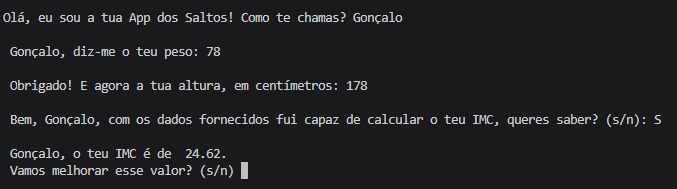 Olá, eu sou a tua App dos Saltos! Como te chamas? Gonçalo
Gonçalo, diz-me o teu peso: 78
Obrigado! E agora a tua altura, em centímetros: 178
Bem, Gonçalo, com os dados fornecidos fui capaz de calcular o teu IMC, queres saber? (s/n): S
Gonçalo, o teu IMC é de  24.62.
Vamos melhorar esse valor? (s/n)